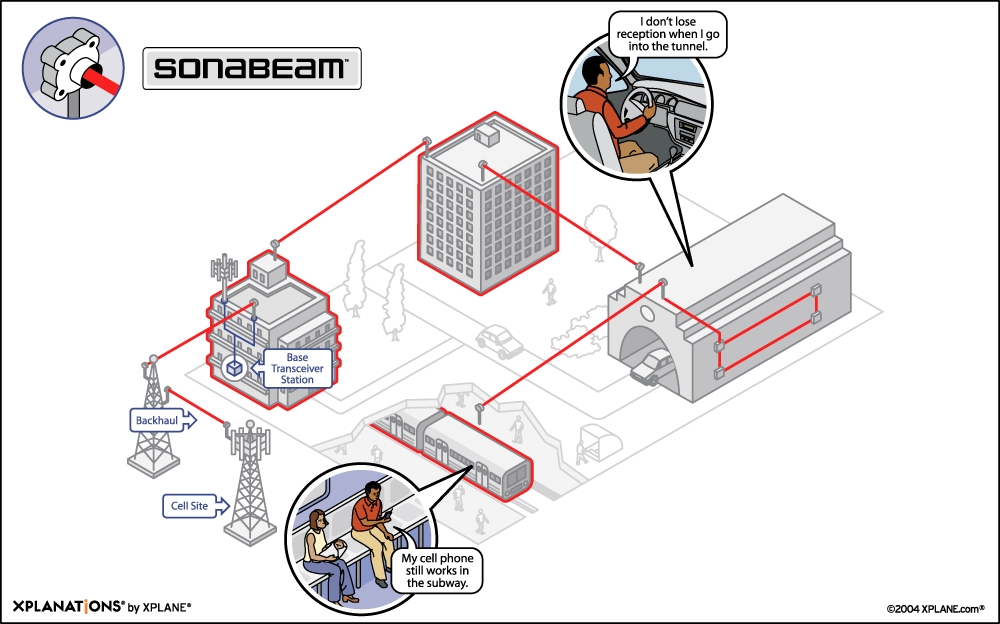 SONABEAM™
I don't lose
reception when I go
into the tunnel.
Base
Transceiver
Station
Backhaul
Cell Site
My cell phone
still works in
the subway.
XPLANATiONS® by XPLANE®
©2004 XPLANE.com®